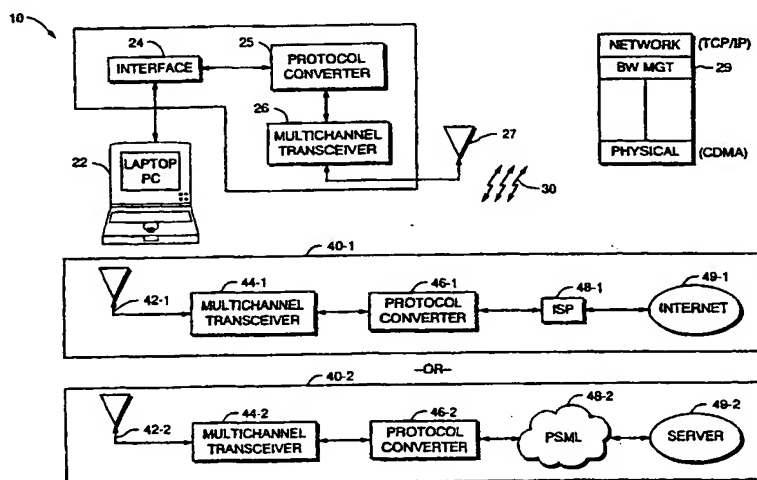 10
24
25
INTERFACE
PROTOCOL
CONVERTER
26
MULTICHANNEL
TRANSCEIVER
27
22
LAPTOP
PC
30
NETWORK (TCP/IP)
BW MGT 29
PHYSICAL (CDMA)
40-1
42-1
44-1
MULTICHANNEL
TRANSCEIVER
46-1
PROTOCOL
CONVERTER
48-1
ISP
49-1
INTERNET
-OR-
40-2
42-2
44-2
MULTICHANNEL
TRANSCEIVER
46-2
PROTOCOL
CONVERTER
48-2
PSML
49-2
SERVER